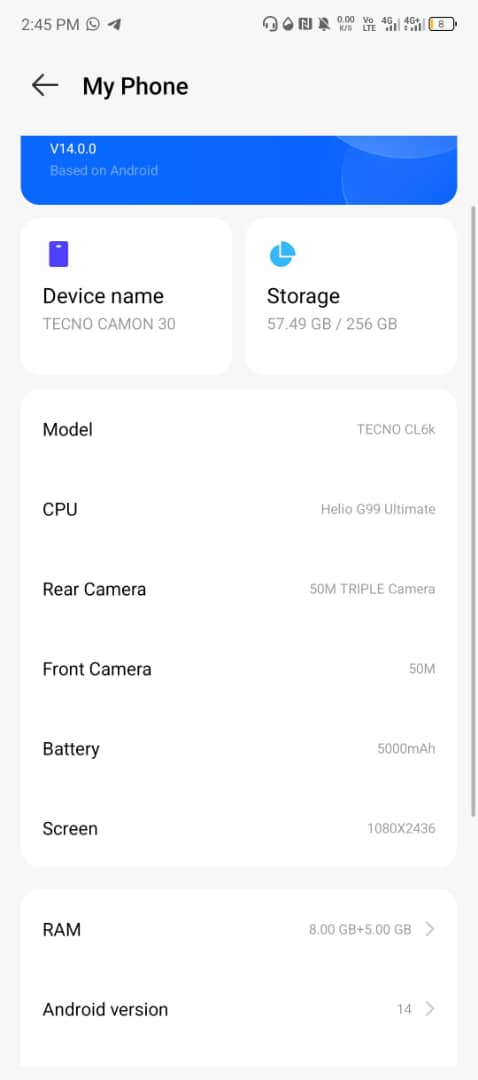 2:45 PM
0.00 K/S
Vo LTE
4G
4G+
8
My Phone
V14.0.0
Based on Android
Device name
TECNO CAMON 30
Storage
57.49 GB / 256 GB
Model TECNO CL6k
CPU Helio G99 Ultimate
Rear Camera 50M TRIPLE Camera
Front Camera 50M
Battery 5000mAh
Screen 1080X2436
RAM 8.00 GB+5.00 GB
Android version 14